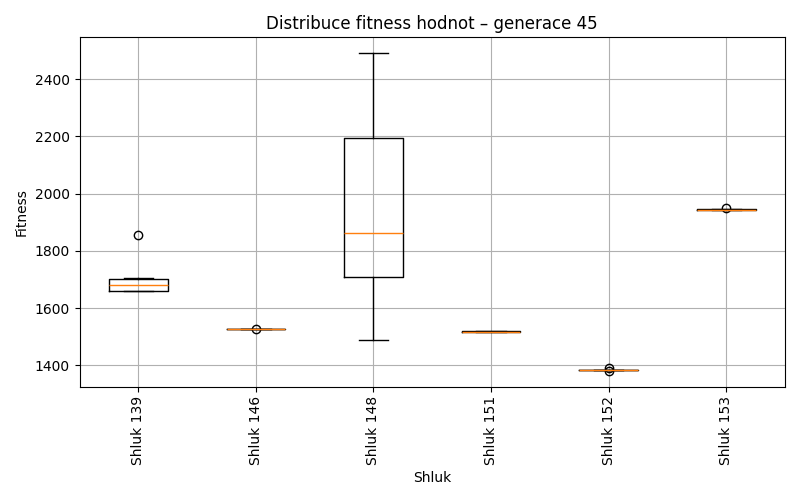 Distribuce fitness hodnot – generace 45
Fitness
2400
2200
2000
1800
1600
1400
Shluk 139
Shluk 146
Shluk 148
Shluk 151
Shluk 152
Shluk 153
Shluk